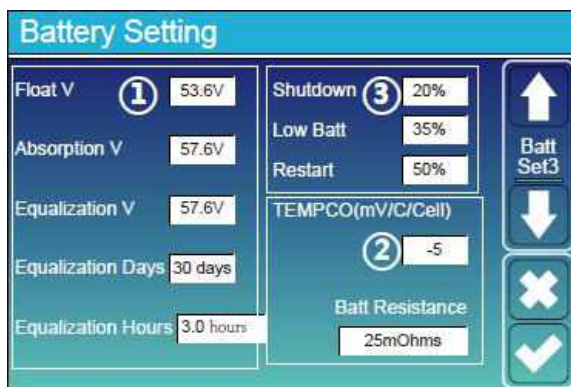 Battery Setting
Float V ① 53.6V
Absorption V 57.6V
Equalization V 57.6V
Equalization Days 30 days
Equalization Hours 3.0 hours
Shutdown ③ 20%
Low Batt 35%
Restart 50%
TEMPCO(mV/C/Cell)
② -5
Batt Resistance
25mOhms
Batt
Set3